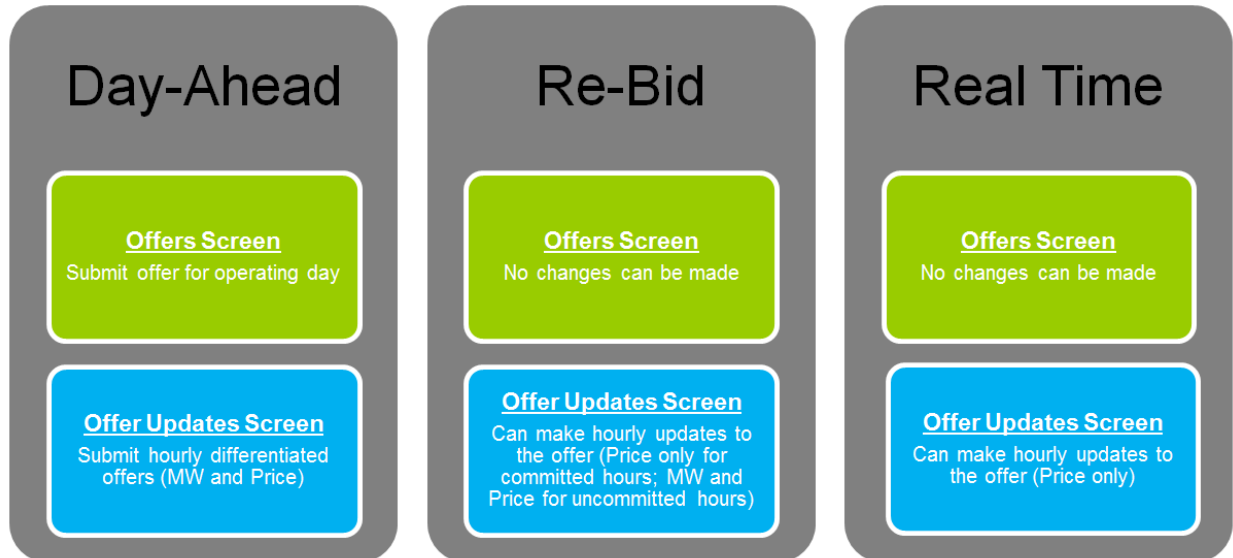 Day-Ahead
Offers Screen
Submit offer for operating day
Offer Updates Screen
Submit hourly differentiated
offers (MW and Price)
Re-Bid
Offers Screen
No changes can be made
Offer Updates Screen
Can make hourly updates to
the offer (Price only for
committed hours; MW and
Price for uncommitted hours)
Real Time
Offers Screen
No changes can be made
Offer Updates Screen
Can make hourly updates to
the offer (Price only)